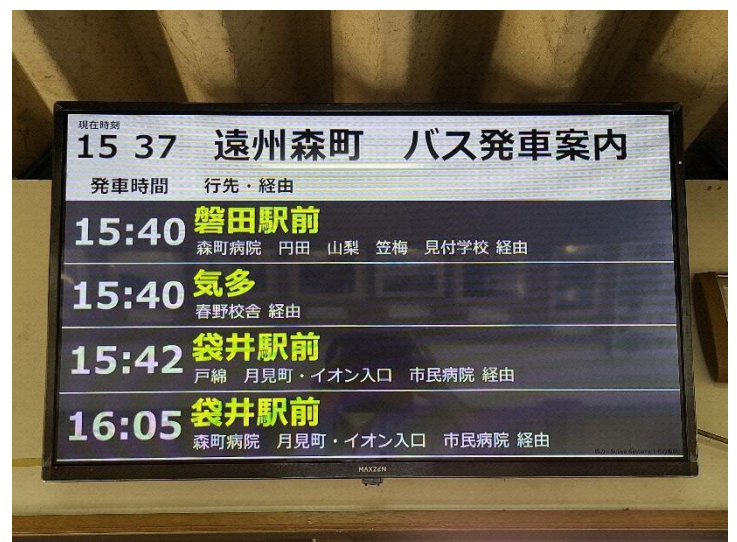 現在時刻
15 37 遠州森町 バス発車案内
発車時間 行先・経由
15:40 磐田駅前
森町病院 円田 山梨 笠梅 見付学校 経由
15:40 気多
春野校舎 経由
15:42 袋井駅前
戸綿 月見町・イオン入口 市民病院 経由
16:05 袋井駅前
森町病院 月見町・イオン入口 市民病院 経由
MAXZEN